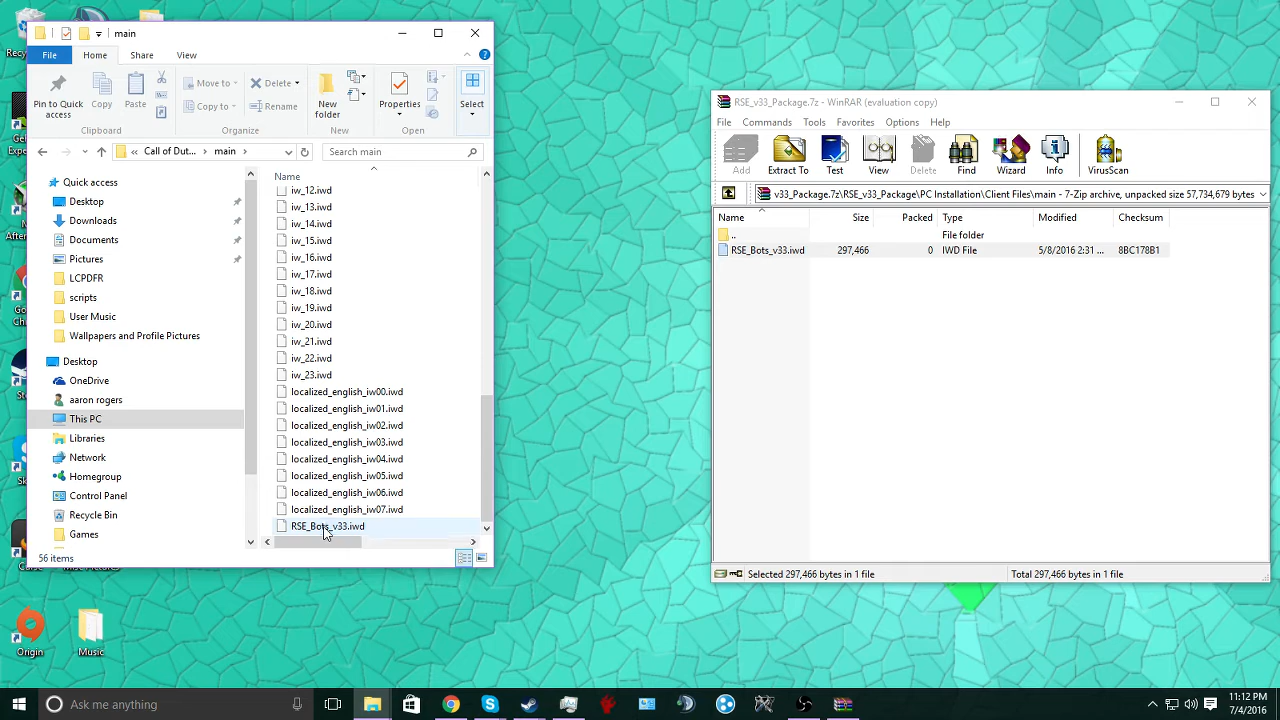 main
File
Home
Share
View
Pin to Quick access
Copy
Paste
Move to
Copy to
Delete
Rename
New folder
Properties
Select
Clipboard
Organize
New
Open
« Call of Dut... > main >
Search main
Quick access
Desktop
Downloads
Documents
Pictures
LCPDFR
scripts
User Music
Wallpapers and Profile Pictures
Desktop
OneDrive
aaron rogers
This PC
Libraries
Network
Homegroup
Control Panel
Recycle Bin
Games
Name
iw_12.iwd
iw_13.iwd
iw_14.iwd
iw_15.iwd
iw_16.iwd
iw_17.iwd
iw_18.iwd
iw_19.iwd
iw_20.iwd
iw_21.iwd
iw_22.iwd
iw_23.iwd
localized_english_iw00.iwd
localized_english_iw01.iwd
localized_english_iw02.iwd
localized_english_iw03.iwd
localized_english_iw04.iwd
localized_english_iw05.iwd
localized_english_iw06.iwd
localized_english_iw07.iwd
RSE_Bots_v33.iwd
56 items
RSE_v33_Package.7z - WinRAR (evaluation copy)
File Commands Tools Favorites Options Help
Add Extract To Test View Delete Find Wizard Info VirusScan
v33_Package.7z\RSE_v33_Package\PC Installation\Client Files\main - 7-Zip archive, unpacked size 57,734,679 bytes
Name Size Packed Type Modified Checksum
.. File folder
RSE_Bots_v33.iwd 297,466 0 IWD File 5/8/2016 2:31 ... 8BC178B1
Selected 297,466 bytes in 1 file
Total 297,466 bytes in 1 file
Origin
Music
Ask me anything
11:12 PM
7/4/2016